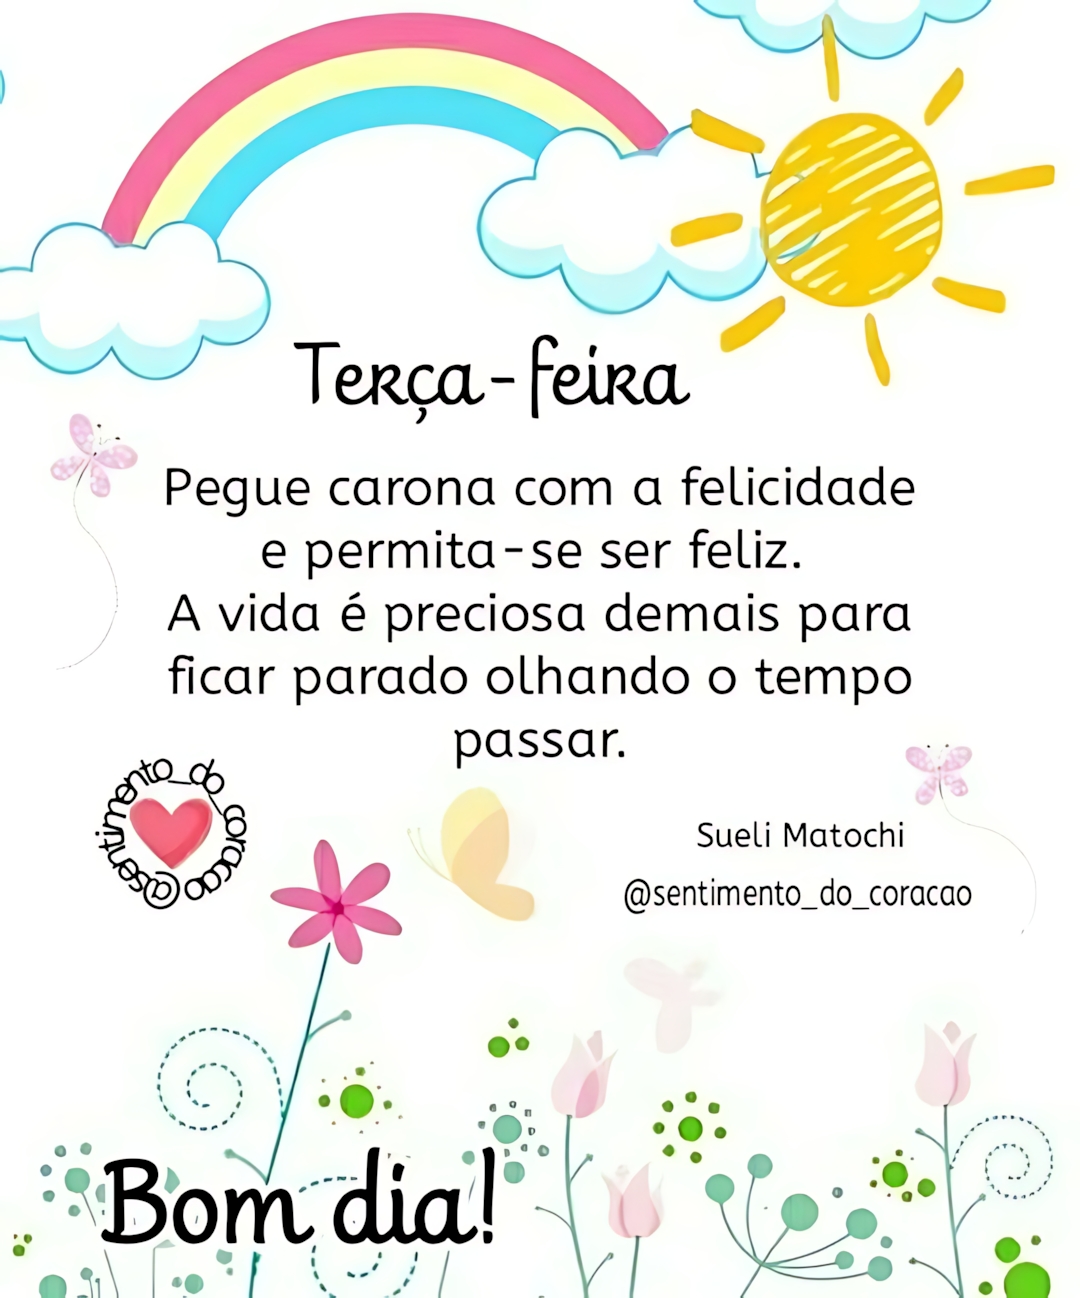 Terça-feira
Pegue carona com a felicidade
e permita-se ser feliz.
A vida é preciosa demais para
ficar parado olhando o tempo
passar.
@sentimento_do_coracao
Sueli Matochi
@sentimento_do_coracao
Bom dia!